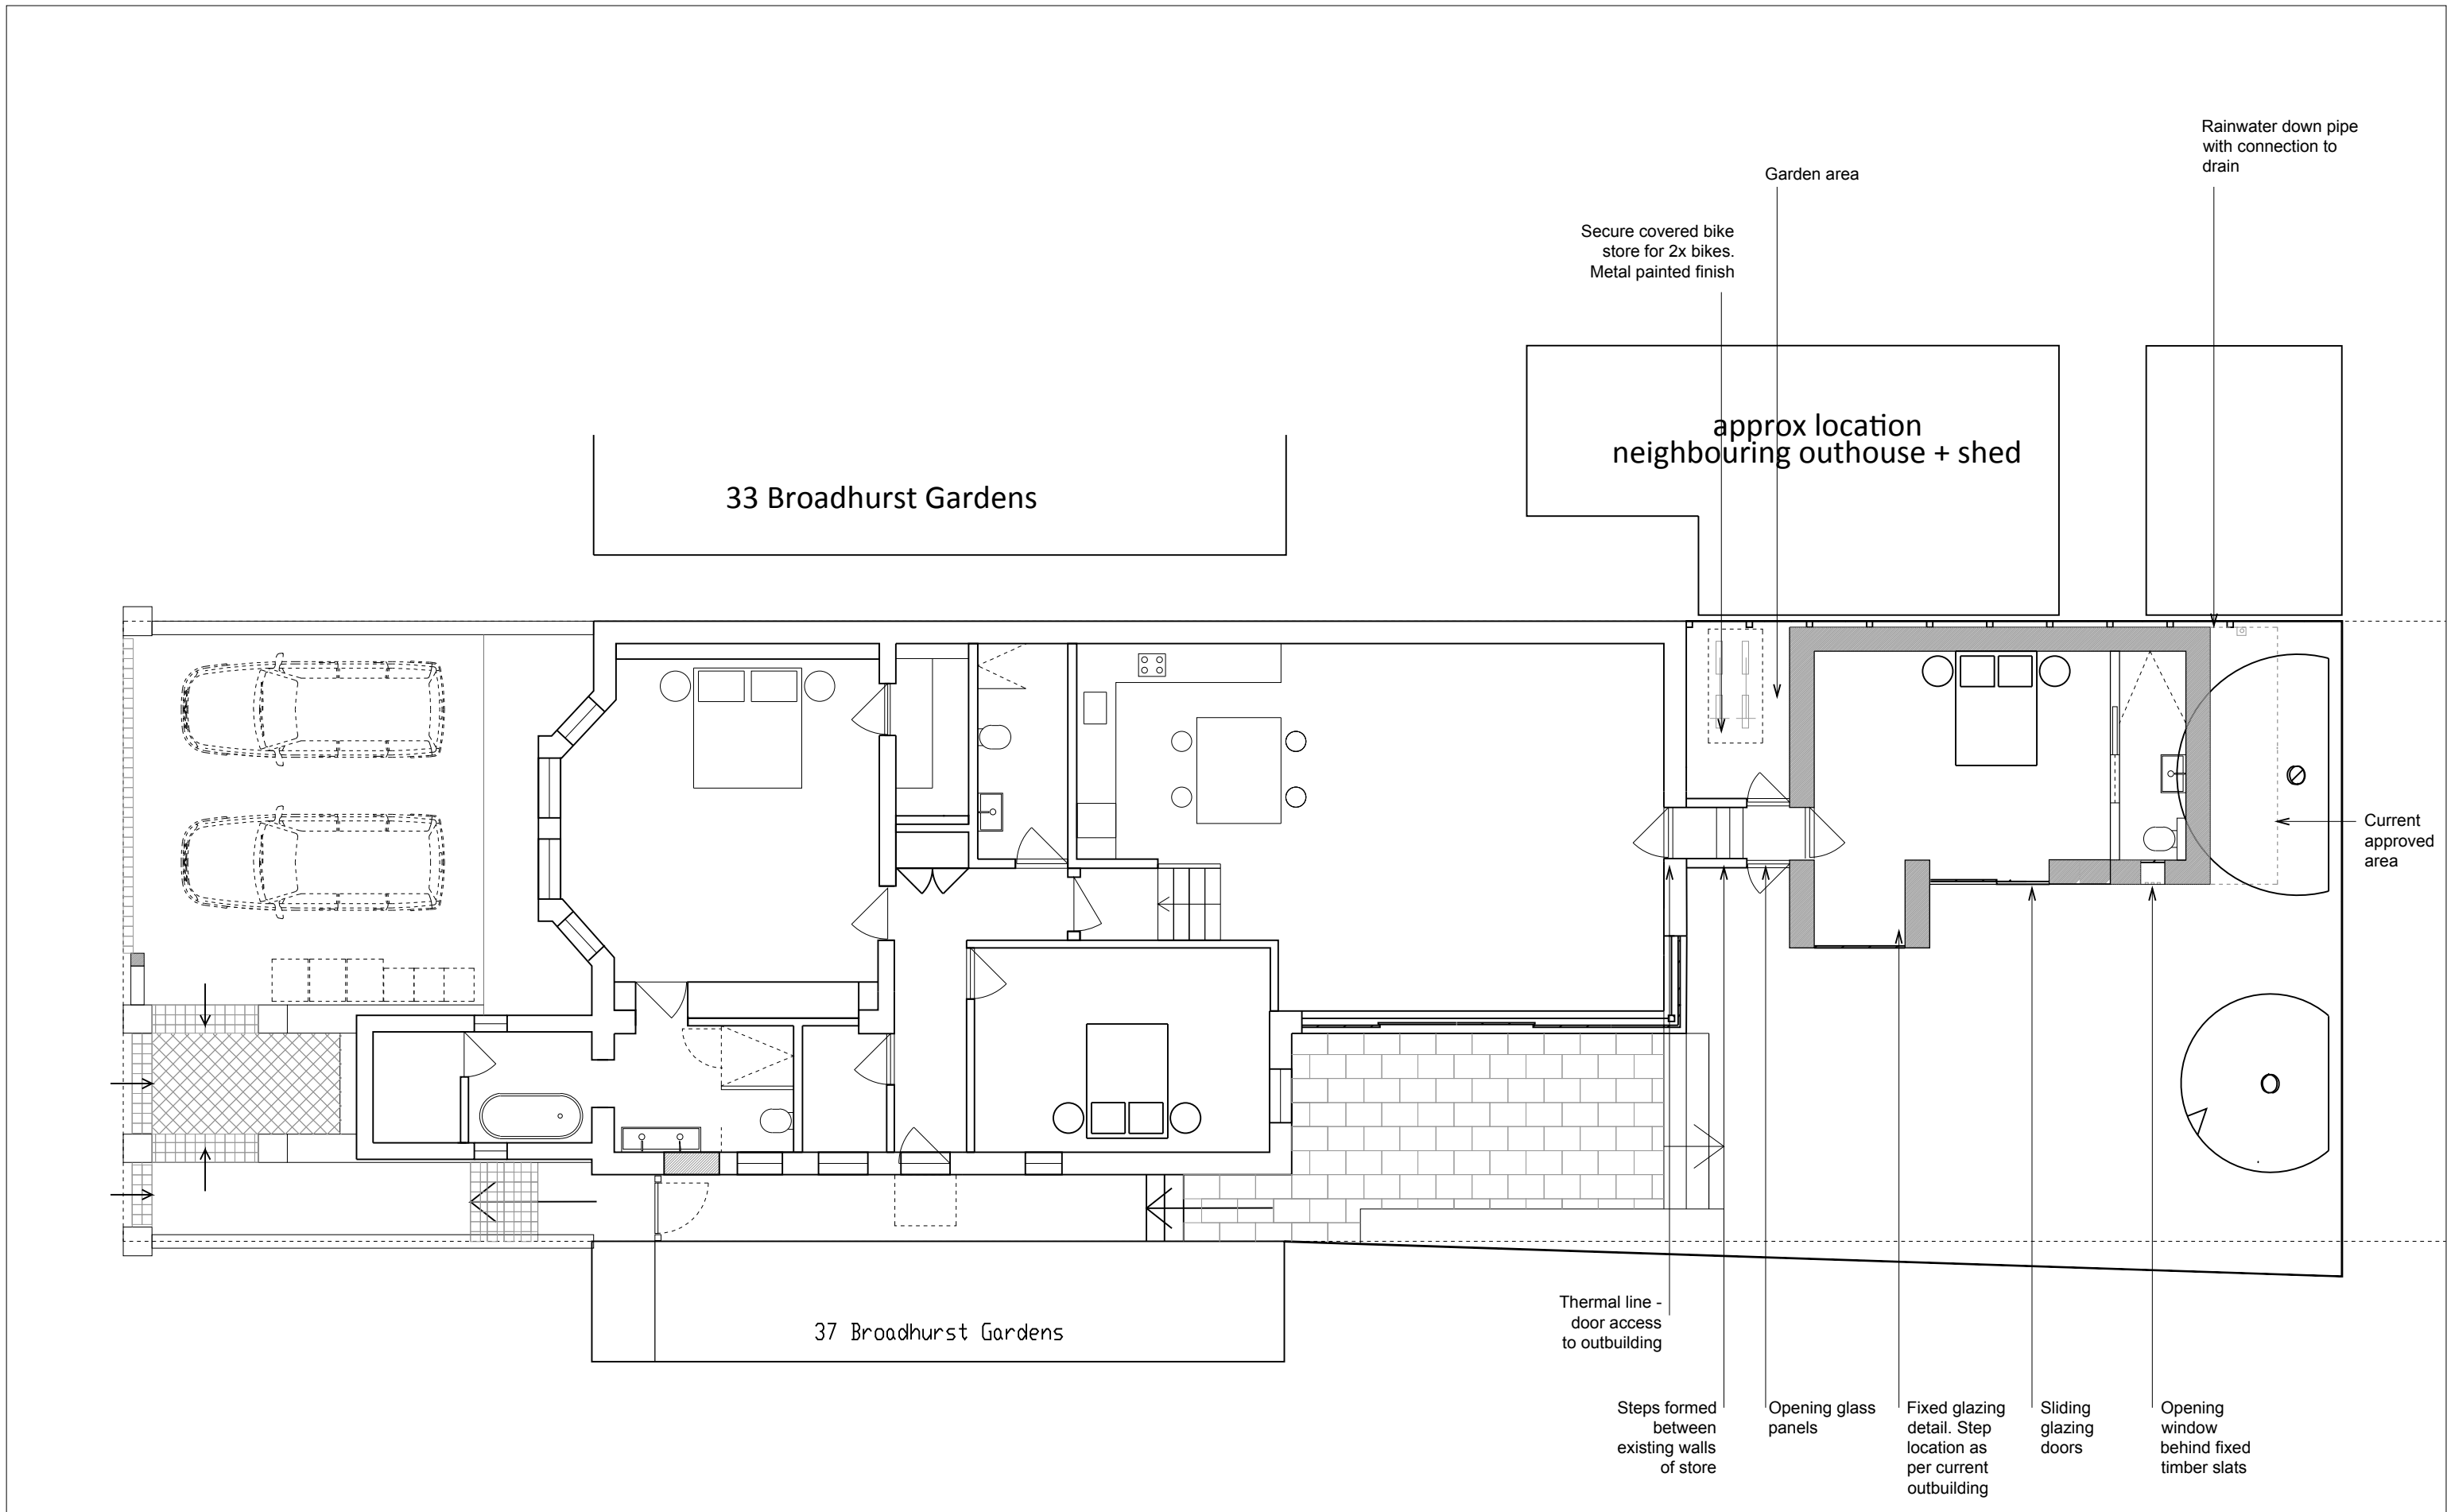 Rainwater down pipe
with connection to
drain
Garden area
Secure covered bike
store for 2x bikes.
Metal painted finish
approx location
neighbouring outhouse + shed
33 Broadhurst Gardens
Current
approved
area
Thermal line -
door access
to outbuilding
37 Broadhurst Gardens
Steps formed
between
existing walls
of store
Opening glass
panels
Fixed glazing
detail. Step
location as
per current
outbuilding
Sliding
glazing
doors
Opening
window
behind fixed
timber slats